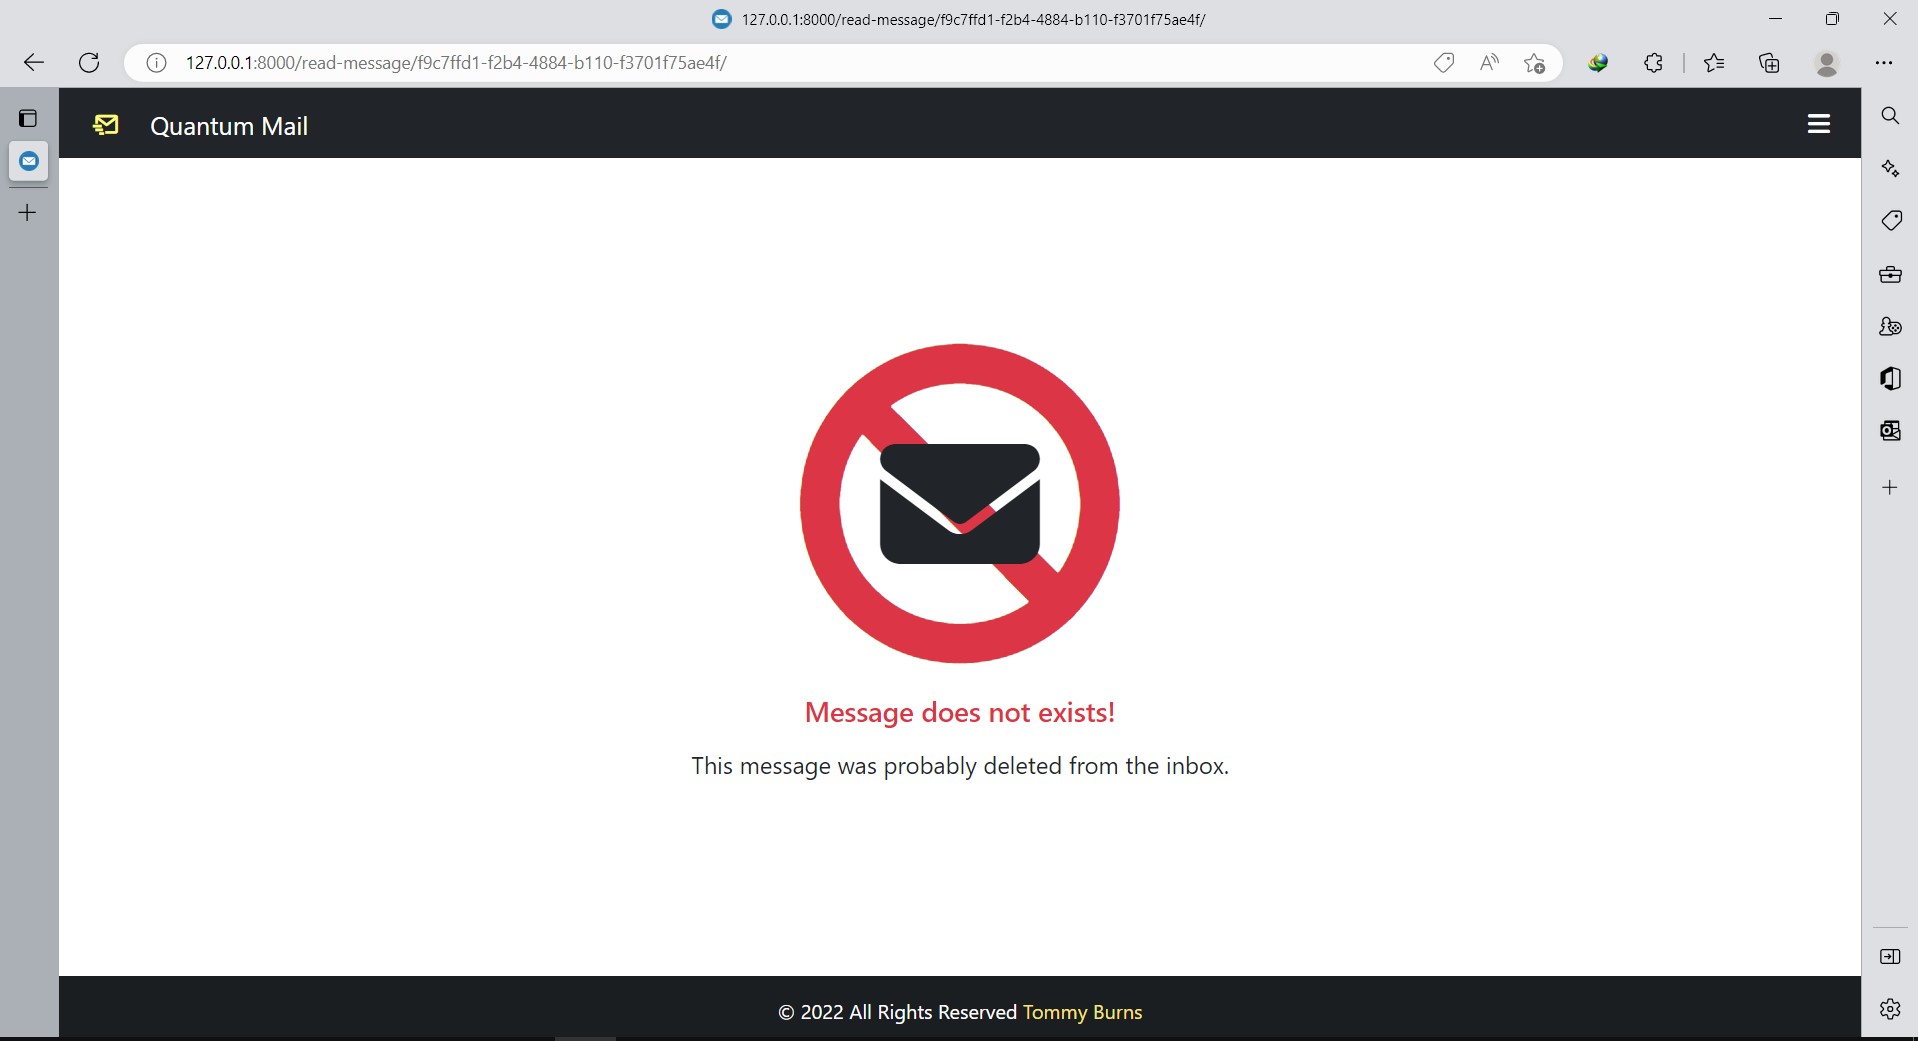 127.0.0.1:8000/read-message/f9c7ffd1-f2b4-4884-b110-f3701f75ae4f/
127.0.0.1:8000/read-message/f9c7ffd1-f2b4-4884-b110-f3701f75ae4f/
Quantum Mail
Message does not exists!
This message was probably deleted from the inbox.
© 2022 All Rights Reserved Tommy Burns